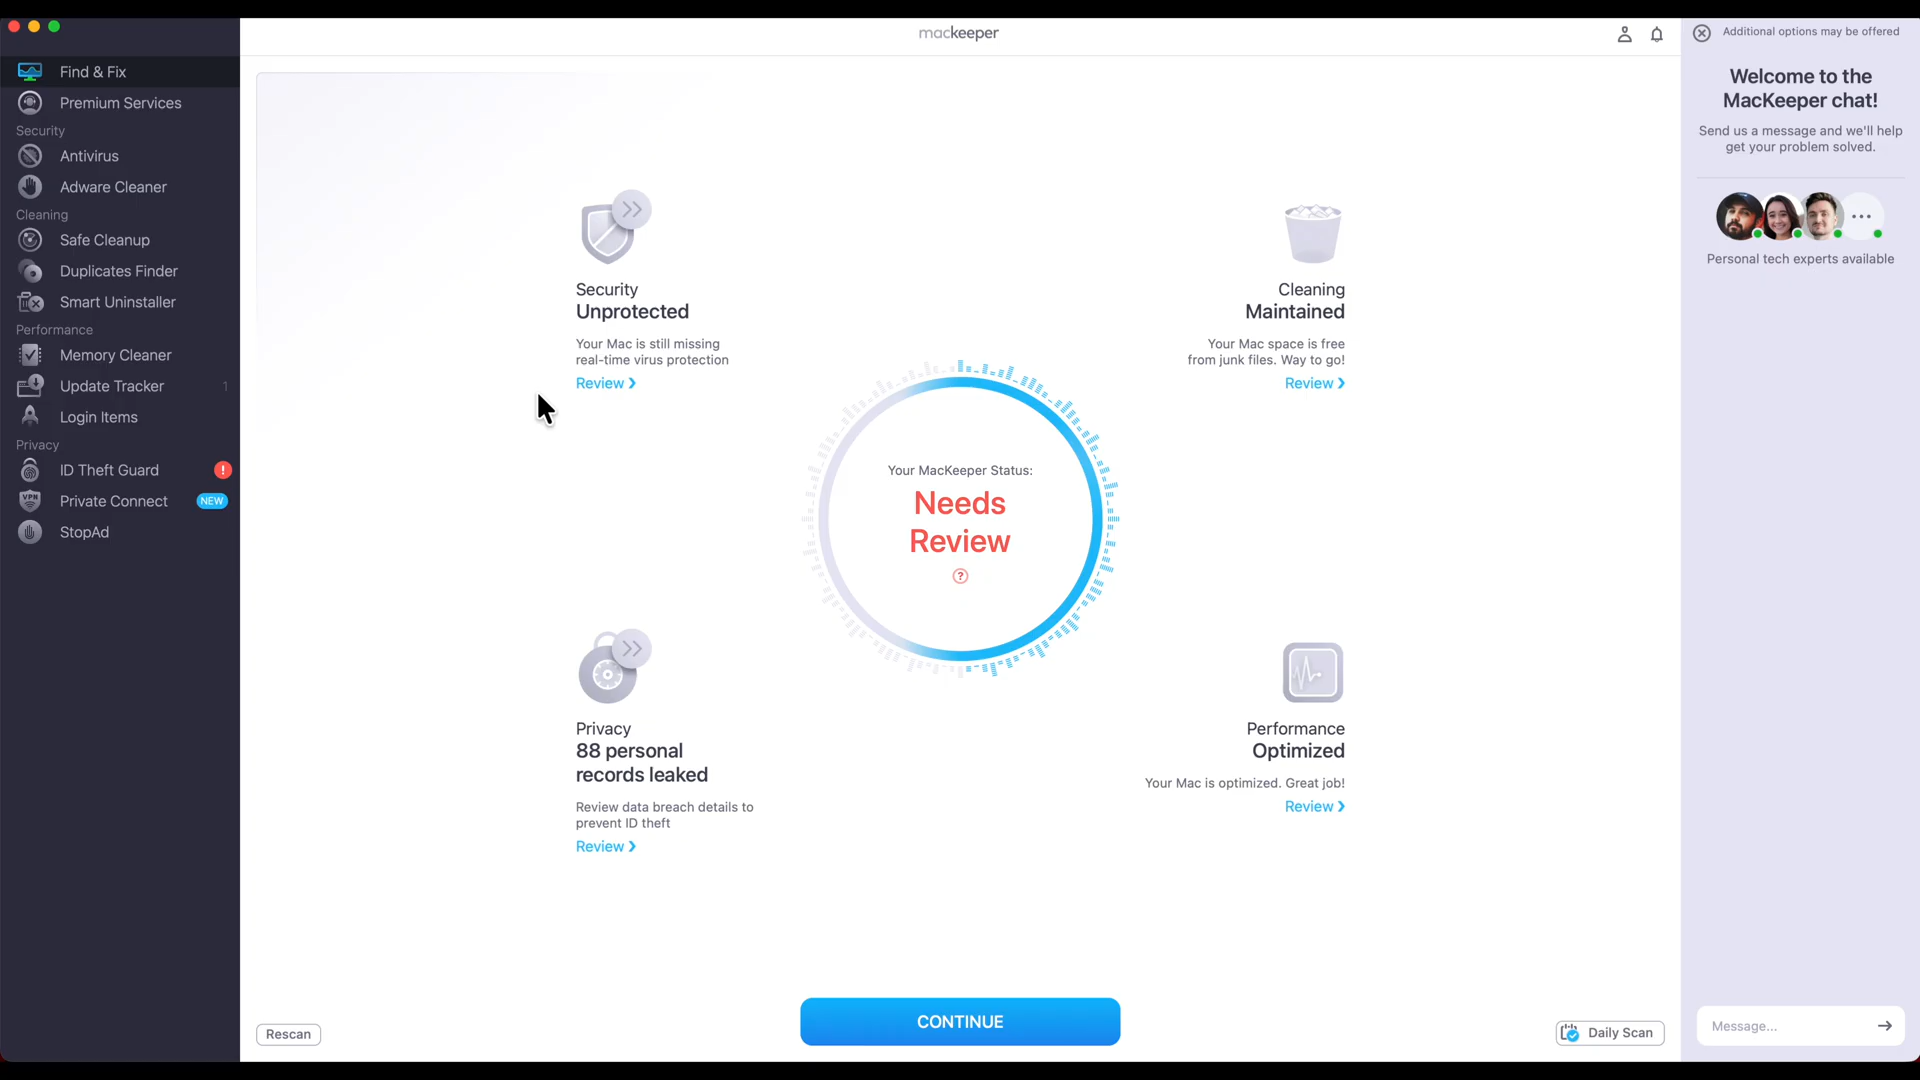 mackeeper
Find & Fix
Premium Services
Security
Antivirus
Adware Cleaner
Cleaning
Safe Cleanup
Duplicates Finder
Smart Uninstaller
Performance
Memory Cleaner
Update Tracker 1
Login Items
Privacy
ID Theft Guard !
VPN Private Connect NEW
StopAd
Security
Unprotected
Your Mac is still missing
real-time virus protection
Review ❯
Cleaning
Maintained
Your Mac space is free
from junk files. Way to go!
Review ❯
Your MacKeeper Status:
Needs
Review
?
Privacy
88 personal
records leaked
Review data breach details to
prevent ID theft
Review ❯
Performance
Optimized
Your Mac is optimized. Great job!
Review ❯
Rescan
CONTINUE
Daily Scan
Additional options may be offered
Welcome to the
MacKeeper chat!
Send us a message and we'll help
get your problem solved.
Personal tech experts available
Message...